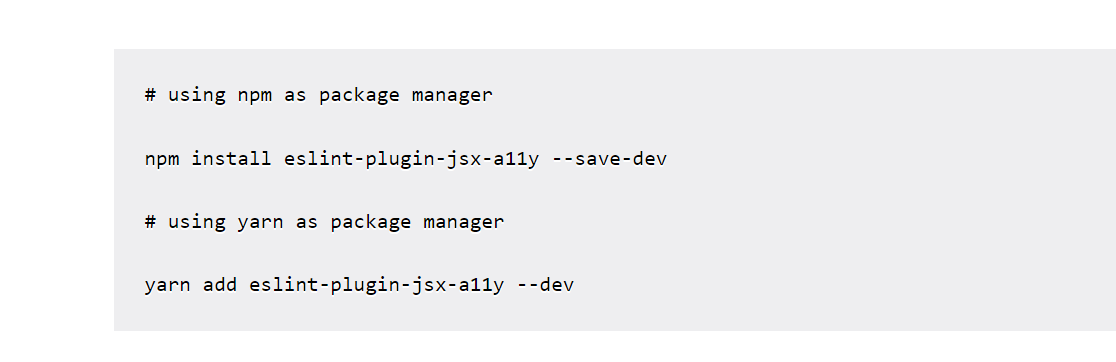 # using npm as package manager
npm install eslint-plugin-jsx-a11y --save-dev
# using yarn as package manager
yarn add eslint-plugin-jsx-a11y --dev